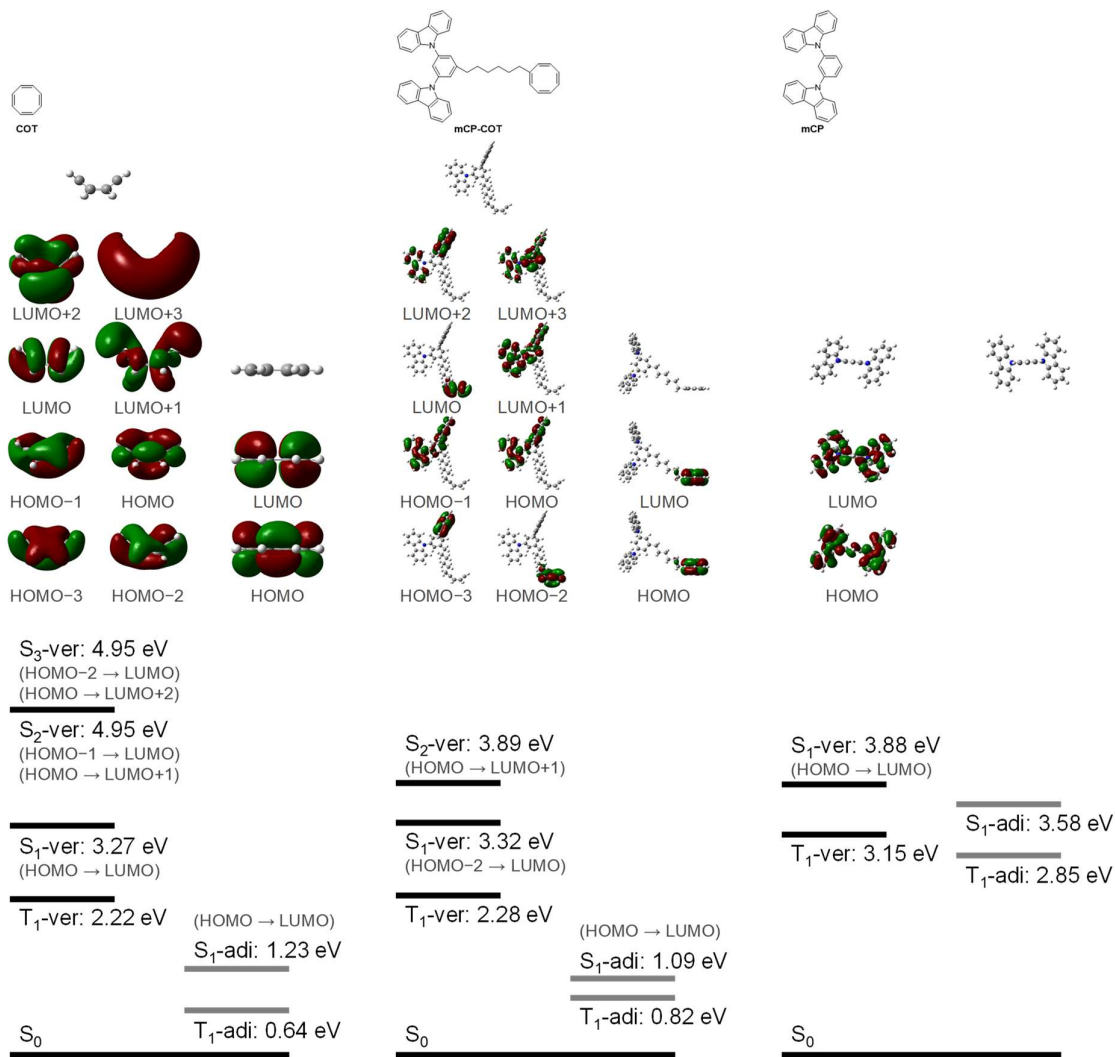 N
N
N
N
COT
mCP-COT
mCP
LUMO+2 LUMO+3
LUMO+2 LUMO+3
LUMO LUMO+1
LUMO LUMO+1
HOMO−1 HOMO LUMO
HOMO−1 HOMO LUMO
LUMO
HOMO−3 HOMO−2 HOMO
HOMO−3 HOMO−2 HOMO
HOMO
S₃-ver: 4.95 eV
(HOMO−2 → LUMO)
(HOMO → LUMO+2)
S₂-ver: 4.95 eV
(HOMO−1 → LUMO)
(HOMO → LUMO+1)
S₁-ver: 3.27 eV
(HOMO → LUMO)
T₁-ver: 2.22 eV
(HOMO → LUMO)
S₁-adi: 1.23 eV
T₁-adi: 0.64 eV
S₀
S₂-ver: 3.89 eV
(HOMO → LUMO+1)
S₁-ver: 3.32 eV
(HOMO−2 → LUMO)
T₁-ver: 2.28 eV
(HOMO → LUMO)
S₁-adi: 1.09 eV
T₁-adi: 0.82 eV
S₀
S₁-ver: 3.88 eV
(HOMO → LUMO)
T₁-ver: 3.15 eV
S₁-adi: 3.58 eV
T₁-adi: 2.85 eV
S₀